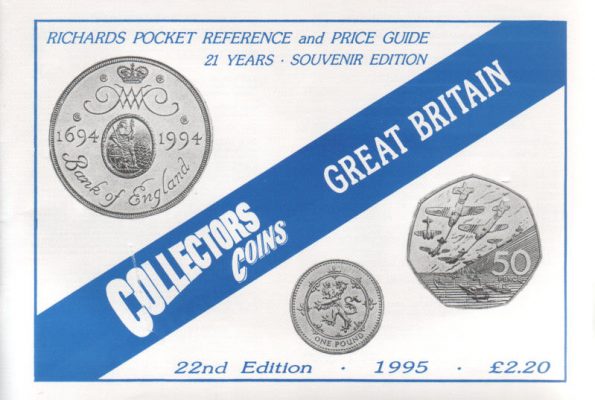 RICHARDS POCKET REFERENCE and PRICE GUIDE
21 YEARS · SOUVENIR EDITION
1694 1994
Bank of England
GREAT BRITAIN
COLLECTORS
COINS
50
PENCE
ONE POUND
22nd Edition · 1995 · £2.20